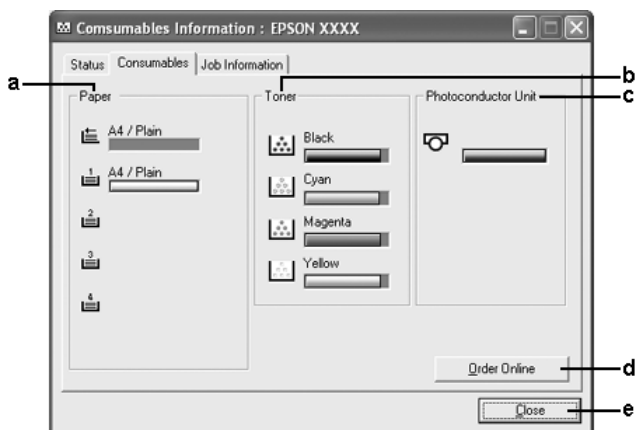 Comsumables Information : EPSON XXXX
Status Consumables Job Information
a
b
c
Paper
Toner
Photoconductor Unit
A4 / Plain
1 A4 / Plain
2
3
4
Black
Cyan
Magenta
Yellow
Order Online
d
Close
e